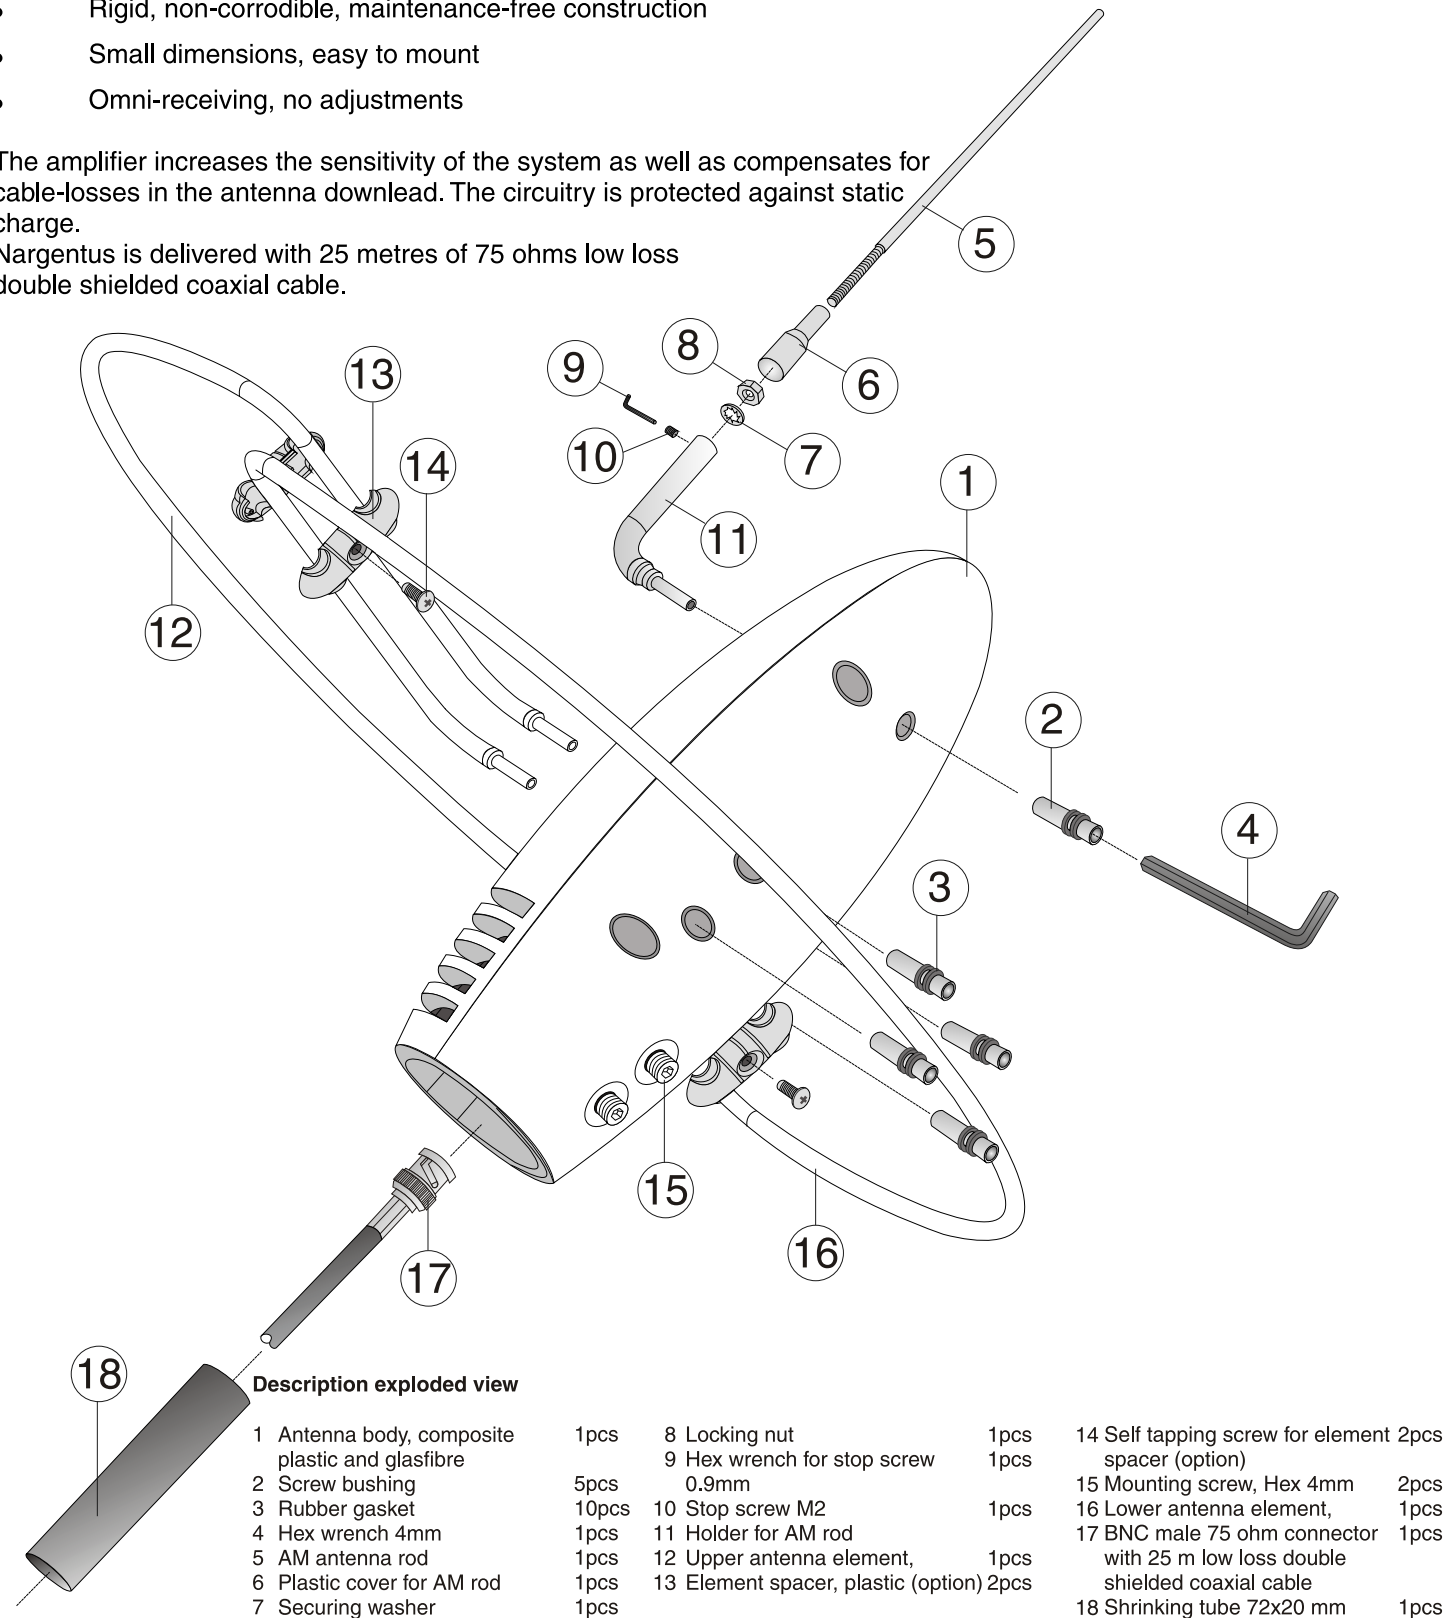 Rigid, non-corrodible, maintenance-free construction
Small dimensions, easy to mount
Omni-receiving, no adjustments
The amplifier increases the sensitivity of the system as well as compensates for
cable-losses in the antenna downlead. The circuitry is protected against static
charge.
Nargentus is delivered with 25 metres of 75 ohms low loss
double shielded coaxial cable.
5
8
6
9
13
7
10
14
1
11
12
2
4
3
15
16
17
18
Description exploded view
1 Antenna body, composite 1pcs
plastic and glasfibre
2 Screw bushing 5pcs
3 Rubber gasket 10pcs
4 Hex wrench 4mm 1pcs
5 AM antenna rod 1pcs
6 Plastic cover for AM rod 1pcs
7 Securing washer 1pcs
8 Locking nut 1pcs
9 Hex wrench for stop screw 1pcs
0.9mm
10 Stop screw M2 1pcs
11 Holder for AM rod
12 Upper antenna element, 1pcs
13 Element spacer, plastic (option) 2pcs
14 Self tapping screw for element 2pcs
spacer (option)
15 Mounting screw, Hex 4mm 2pcs
16 Lower antenna element, 1pcs
17 BNC male 75 ohm connector 1pcs
with 25 m low loss double
shielded coaxial cable
18 Shrinking tube 72x20 mm 1pcs